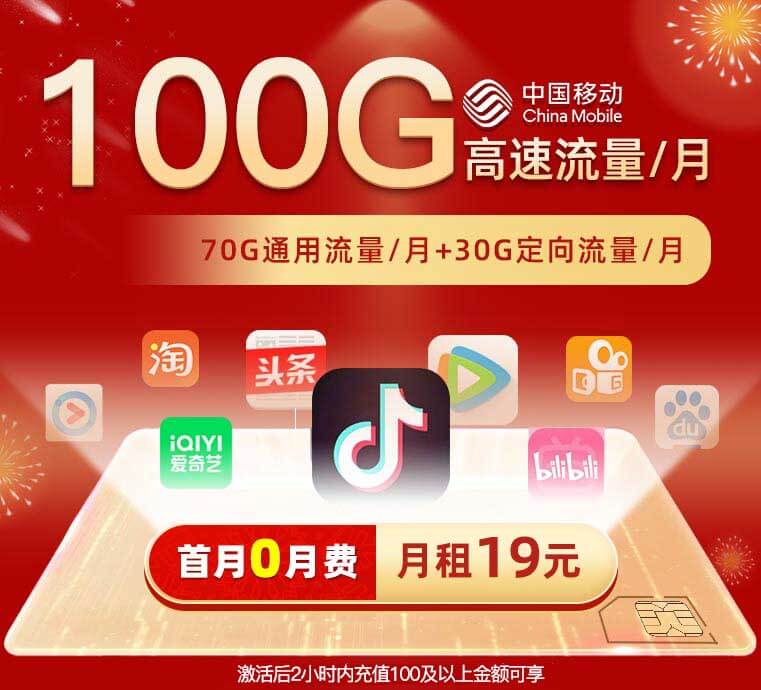 100G
中国移动
China Mobile
高速流量/月
70G通用流量/月+30G定向流量/月
淘
头条
iQIYI
爱奇艺
bilibili
du
首月0月费
月租19元
激活后2小时内充值100及以上金额可享